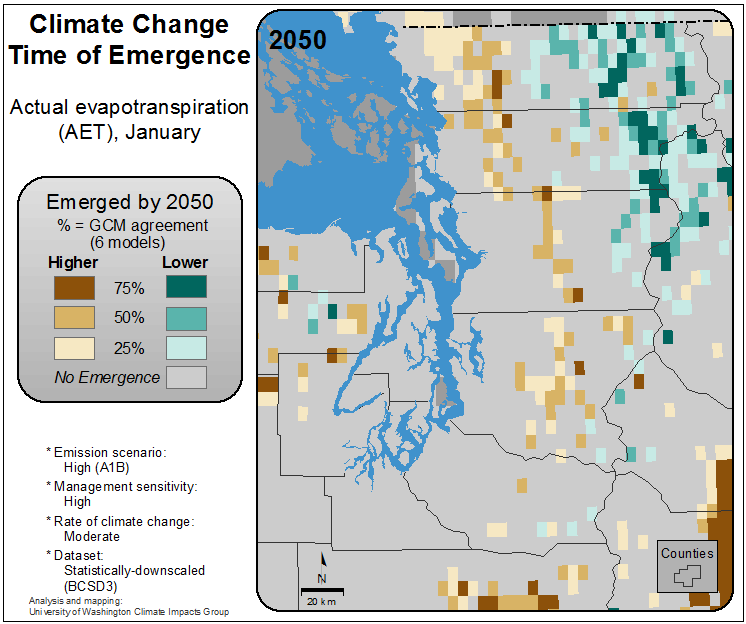 Climate Change
Time of Emergence
Actual evapotranspiration
(AET), January
Emerged by 2050
% = GCM agreement
(6 models)
Higher Lower
75%
50%
25%
No Emergence
* Emission scenario:
High (A1B)
* Management sensitivity:
High
* Rate of climate change:
Moderate
* Dataset:
Statistically-downscaled
(BCSD3)
Analysis and mapping:
University of Washington Climate Impacts Group
2050
N
20 km
Counties